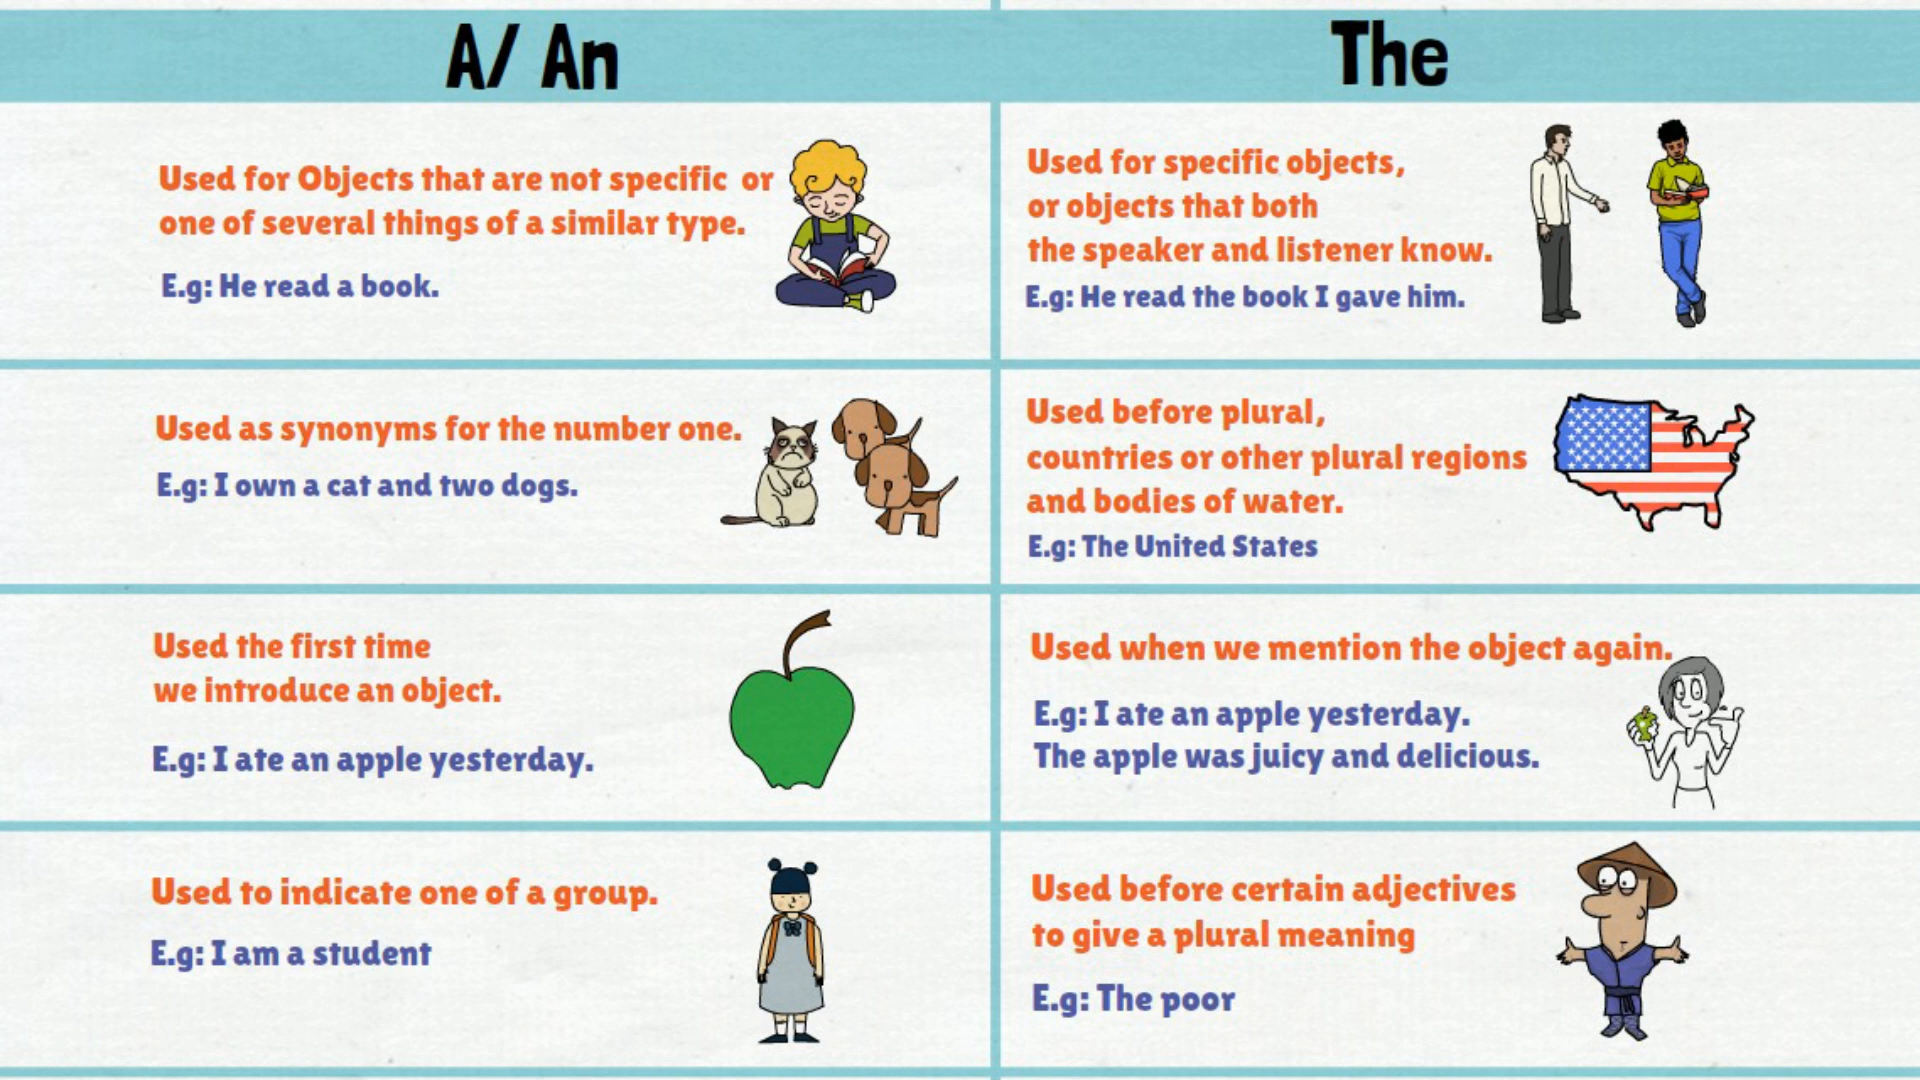 A/ An
The
Used for Objects that are not specific or
one of several things of a similar type.
E.g: He read a book.
Used for specific objects,
or objects that both
the speaker and listener know.
E.g: He read the book I gave him.
Used as synonyms for the number one.
E.g: I own a cat and two dogs.
Used before plural,
countries or other plural regions
and bodies of water.
E.g: The United States
Used the first time
we introduce an object.
E.g: I ate an apple yesterday.
Used when we mention the object again.
E.g: I ate an apple yesterday.
The apple was juicy and delicious.
Used to indicate one of a group.
E.g: I am a student
Used before certain adjectives
to give a plural meaning
E.g: The poor